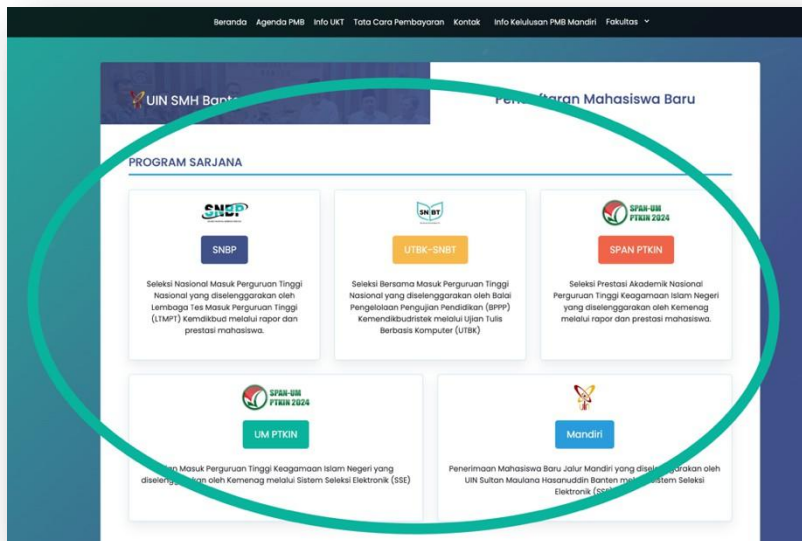 Beranda Agenda PMB Info UKT Tata Cara Pembayaran Kontak Info Kelulusan PMB Mandiri Fakultas
UIN SMH Banten
Mahasiswa Baru
PROGRAM SARJANA
SNBP
SNBP
Seleksi Nasional Masuk Perguruan Tinggi
Nasional yang diselenggarakan oleh
Lembaga Tes Masuk Perguruan Tinggi
(LTMPT) Kemdikbud melalui rapor dan
prestasi mahasiswa.
SNBT
UTBK-SNBT
Seleksi Bersama Masuk Perguruan Tinggi
Nasional yang diselenggarakan oleh Balai
Pengelolaan Pengujian Pendidikan (BPPP)
Kemendikbudristek melalui Ujian Tulis
Berbasis Komputer (UTBK)
SPAN-UM
PTKIN 2024
SPAN PTKIN
Seleksi Prestasi Akademik Nasional
Perguruan Tinggi Keagamaan Islam Negeri
yang diselenggarakan oleh Kemenag
melalui rapor dan prestasi mahasiswa.
SPAN-UM
PTKIN 2024
UM PTKIN
Masuk Perguruan Tinggi Keagamaan Islam Negeri yang
diselenggarakan oleh Kemenag melalui Sistem Seleksi Elektronik (SSE)
Mandiri
Penerimaan Mahasiswa Baru Jalur Mandiri yang diselenggarakan oleh
UIN Sultan Maulana Hasanuddin Banten Sistem Seleksi
Elektronik